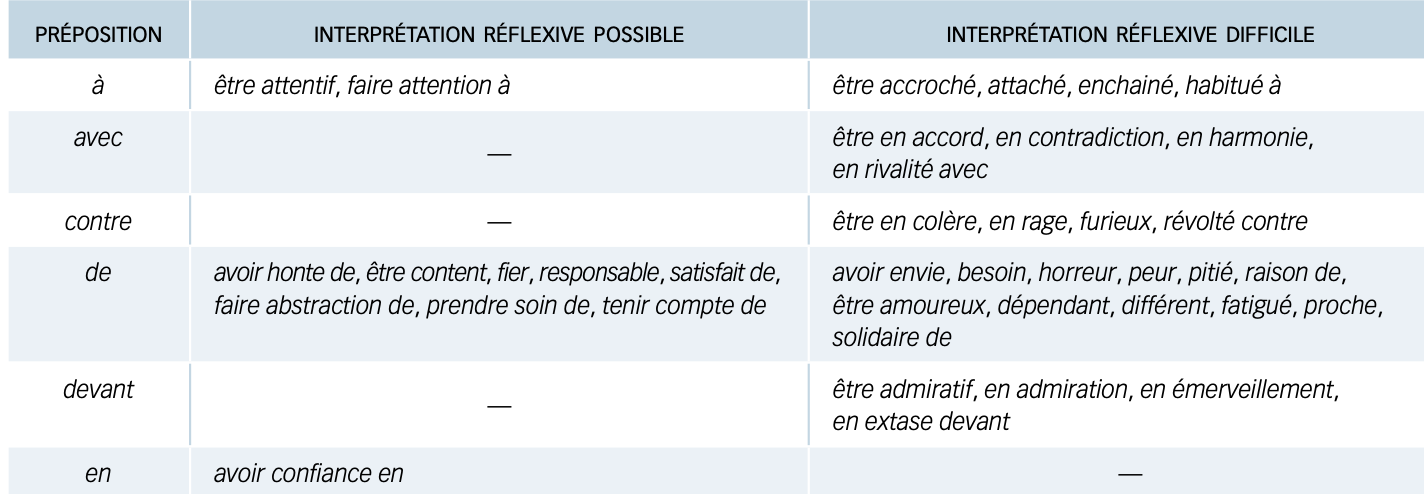 PRÉPOSITION INTERPRÉTATION RÉFLEXIVE POSSIBLE INTERPRÉTATION RÉFLEXIVE DIFFICILE
à être attentif, faire attention à être accroché, attaché, enchainé, habitué à
avec — être en accord, en contradiction, en harmonie,
en rivalité avec
contre — être en colère, en rage, furieux, révolté contre
de avoir honte de, être content, fier, responsable, satisfait de, avoir envie, besoin, horreur, peur, pitié, raison de,
faire abstraction de, prendre soin de, tenir compte de être amoureux, dépendant, différent, fatigué, proche,
solidaire de
devant — être admiratif, en admiration, en émerveillement,
en extase devant
en avoir confiance en —